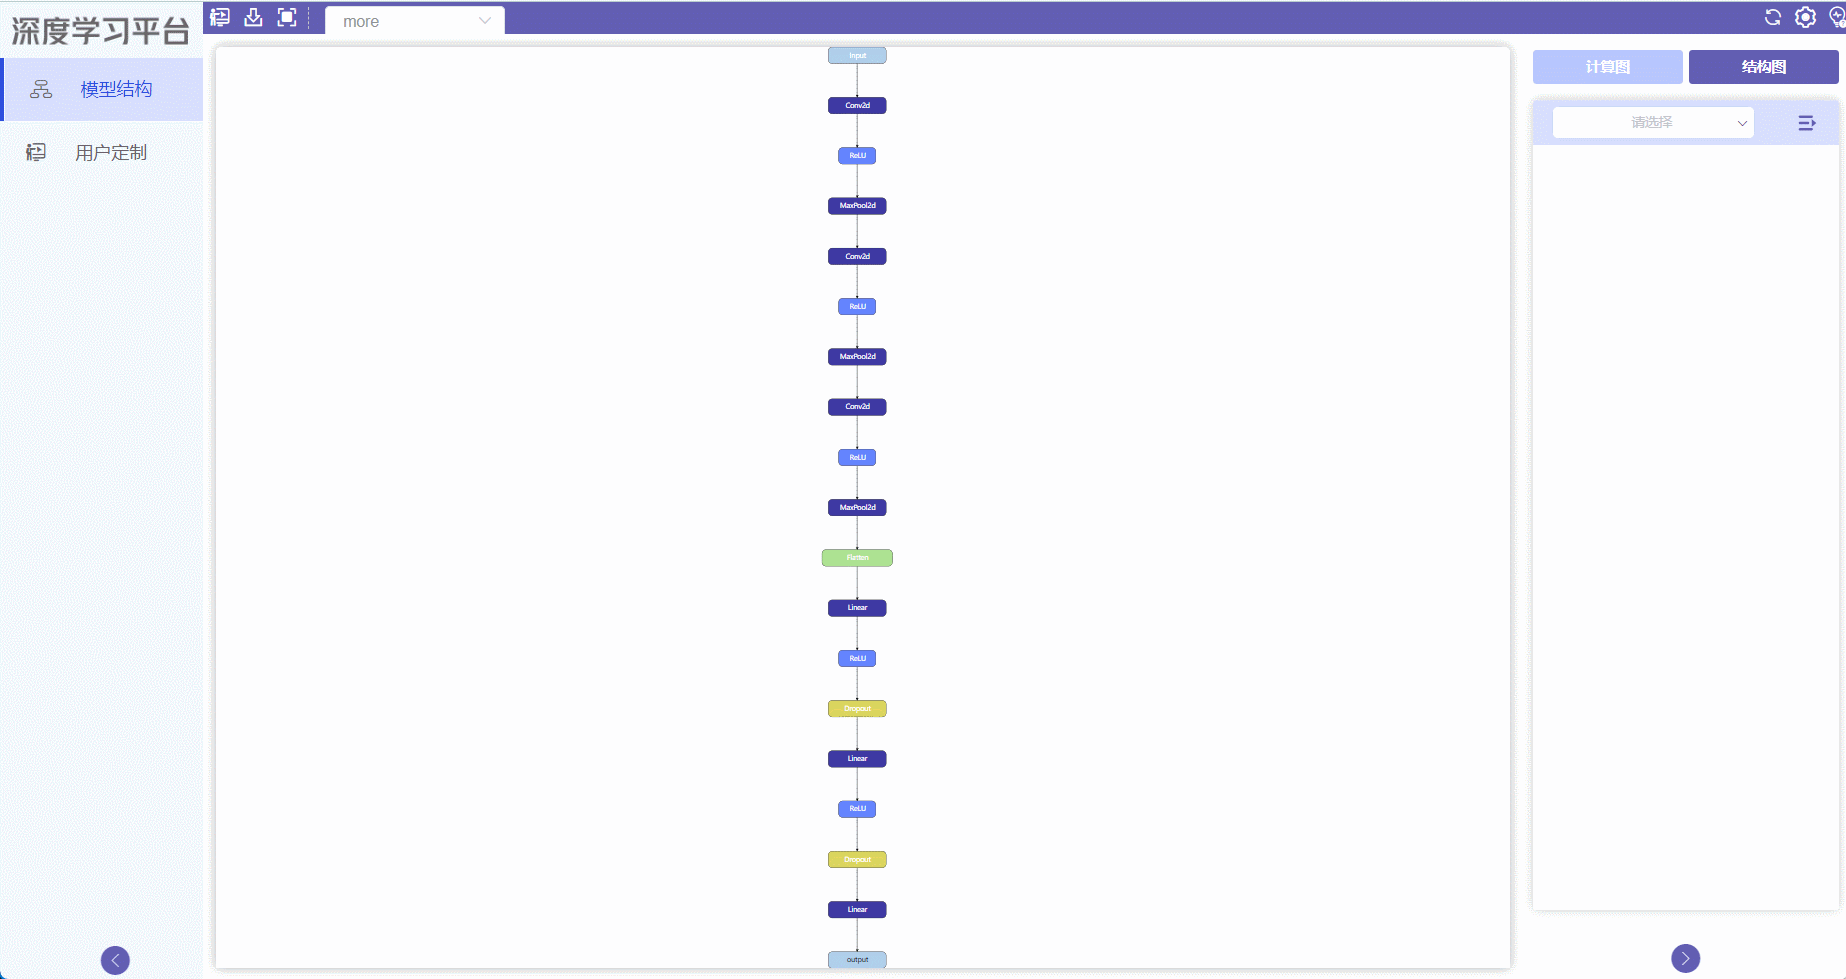 深度学习平台
more
模型结构
用户定制
Input
Conv2d
ReLU
MaxPool2d
Conv2d
ReLU
MaxPool2d
Conv2d
ReLU
MaxPool2d
Flatten
Linear
ReLU
Dropout
Linear
ReLU
Dropout
Linear
output
计算图
结构图
请选择